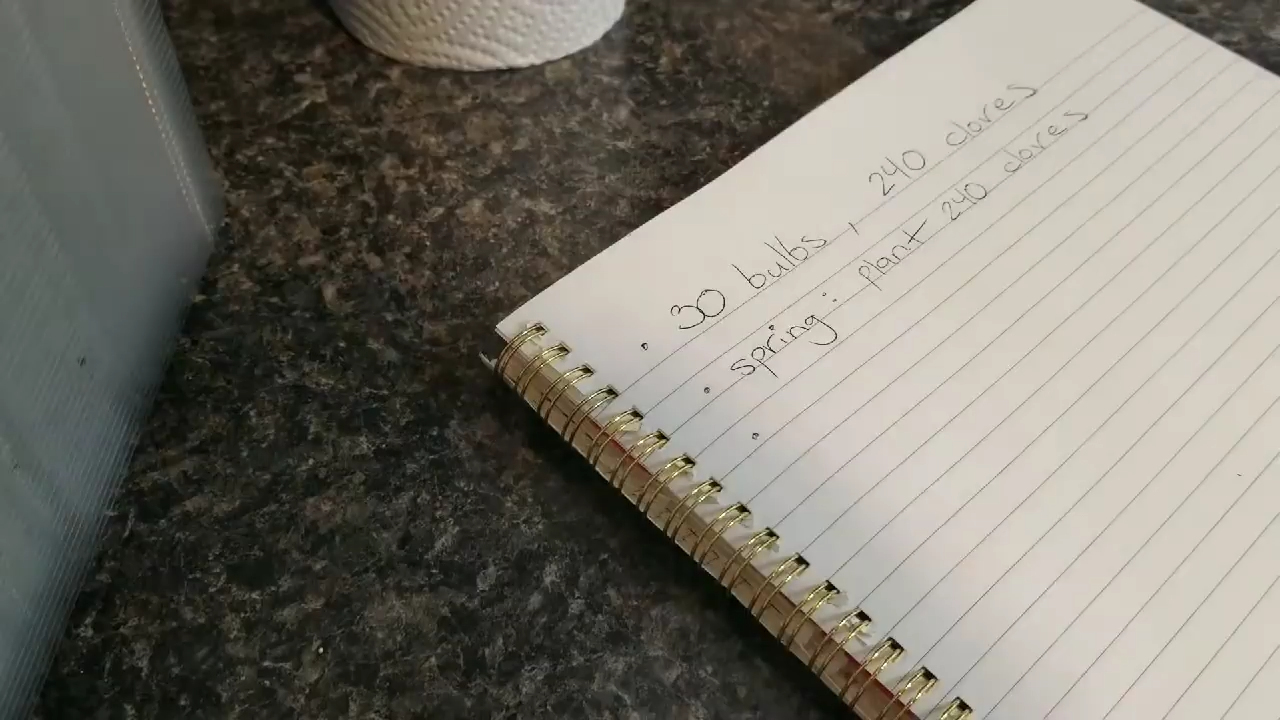 • 30 bulbs, 240 cloves
• spring: plant 240 cloves
•